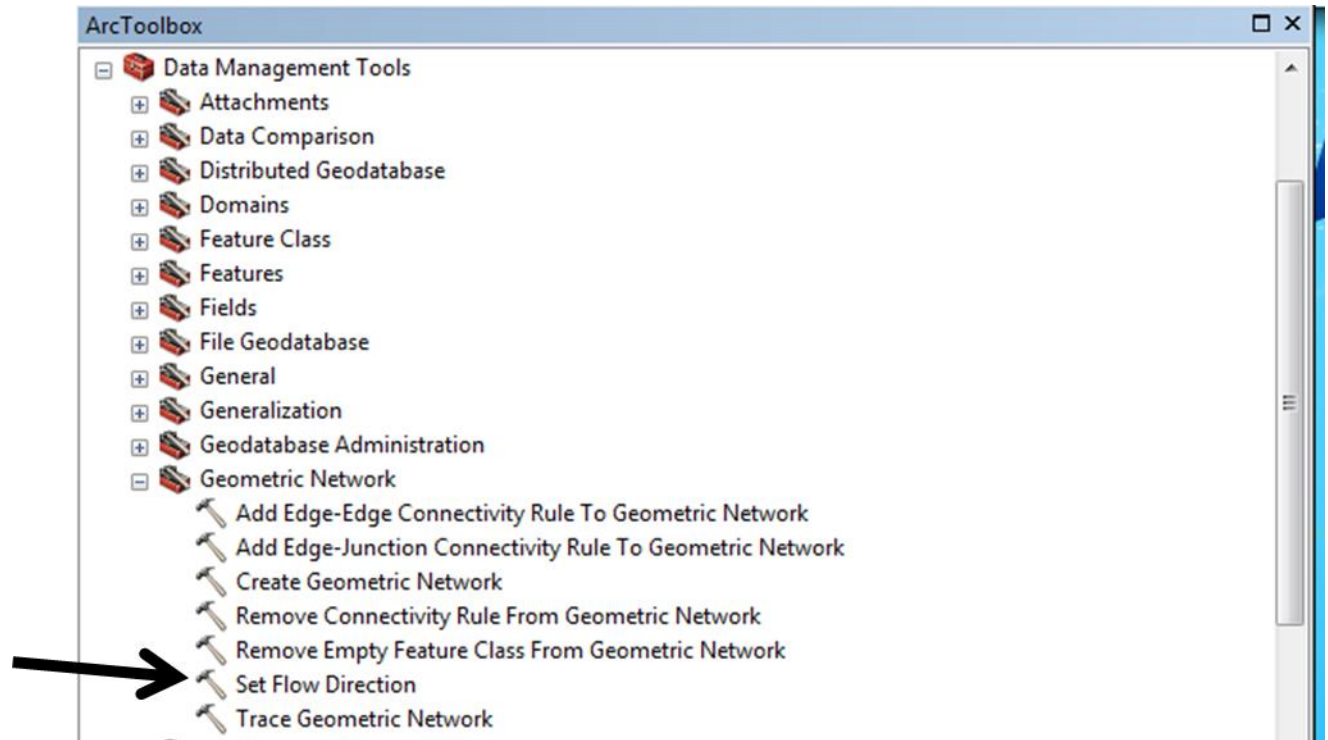 ArcToolbox
Data Management Tools
Attachments
Data Comparison
Distributed Geodatabase
Domains
Feature Class
Features
Fields
File Geodatabase
General
Generalization
Geodatabase Administration
Geometric Network
Add Edge-Edge Connectivity Rule To Geometric Network
Add Edge-Junction Connectivity Rule To Geometric Network
Create Geometric Network
Remove Connectivity Rule From Geometric Network
Remove Empty Feature Class From Geometric Network
Set Flow Direction
Trace Geometric Network